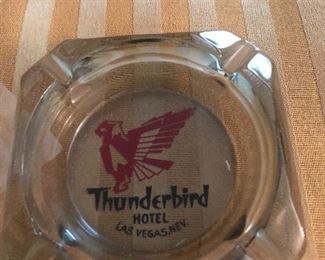 Thunderbird
HOTEL
LAS VEGAS, NEV.